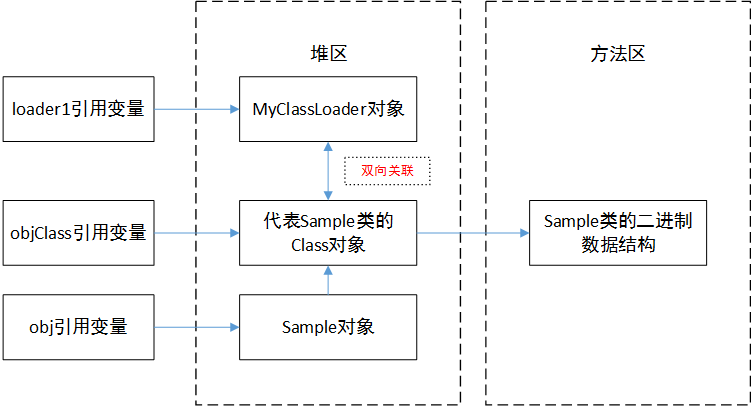 堆区
方法区
loader1引用变量
MyClassLoader对象
双向关联
objClass引用变量
代表Sample类的
Class对象
Sample类的二进制
数据结构
obj引用变量
Sample对象